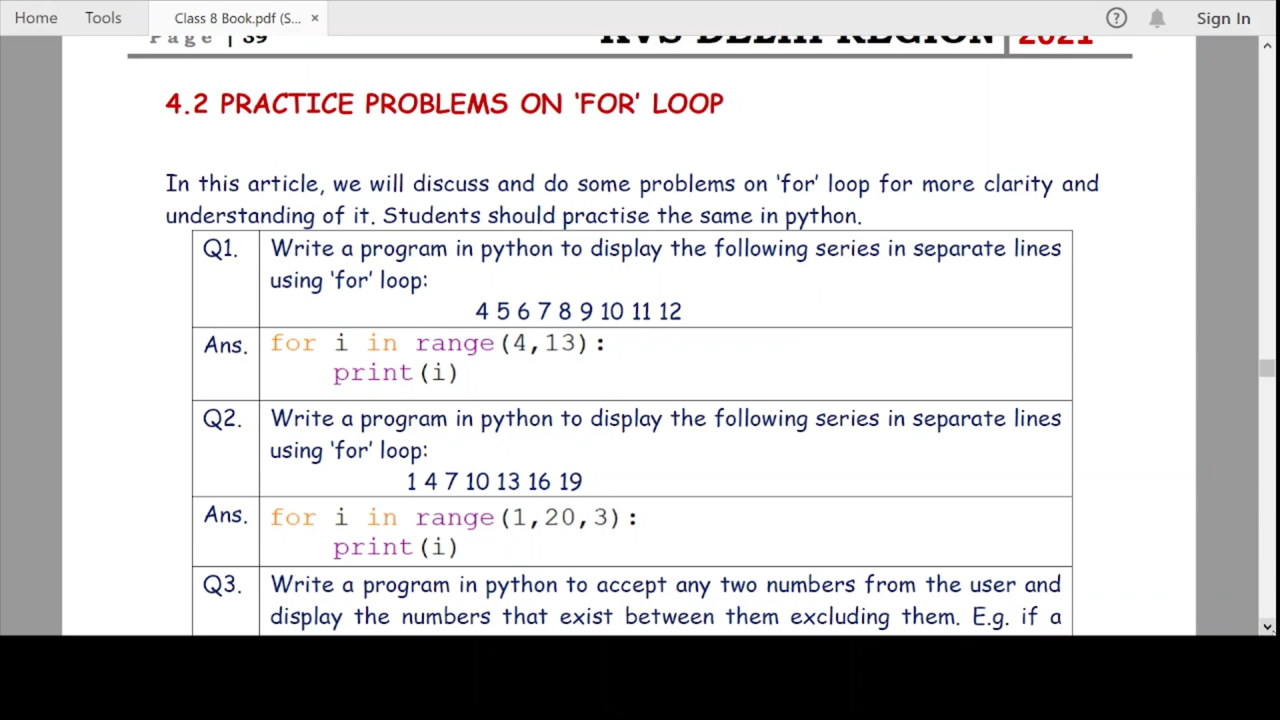 Home Tools Class 8 Book.pdf (S... × ? Sign In
Page | 39 KVS DELHI REGION 2021
4.2 PRACTICE PROBLEMS ON ‘FOR’ LOOP
In this article, we will discuss and do some problems on ‘for’ loop for more clarity and
understanding of it. Students should practise the same in python.
Q1. Write a program in python to display the following series in separate lines
using ‘for’ loop:
4 5 6 7 8 9 10 11 12
Ans. for i in range(4,13):
print(i)
Q2. Write a program in python to display the following series in separate lines
using ‘for’ loop:
1 4 7 10 13 16 19
Ans. for i in range(1,20,3):
print(i)
Q3. Write a program in python to accept any two numbers from the user and
display the numbers that exist between them excluding them. E.g. if a